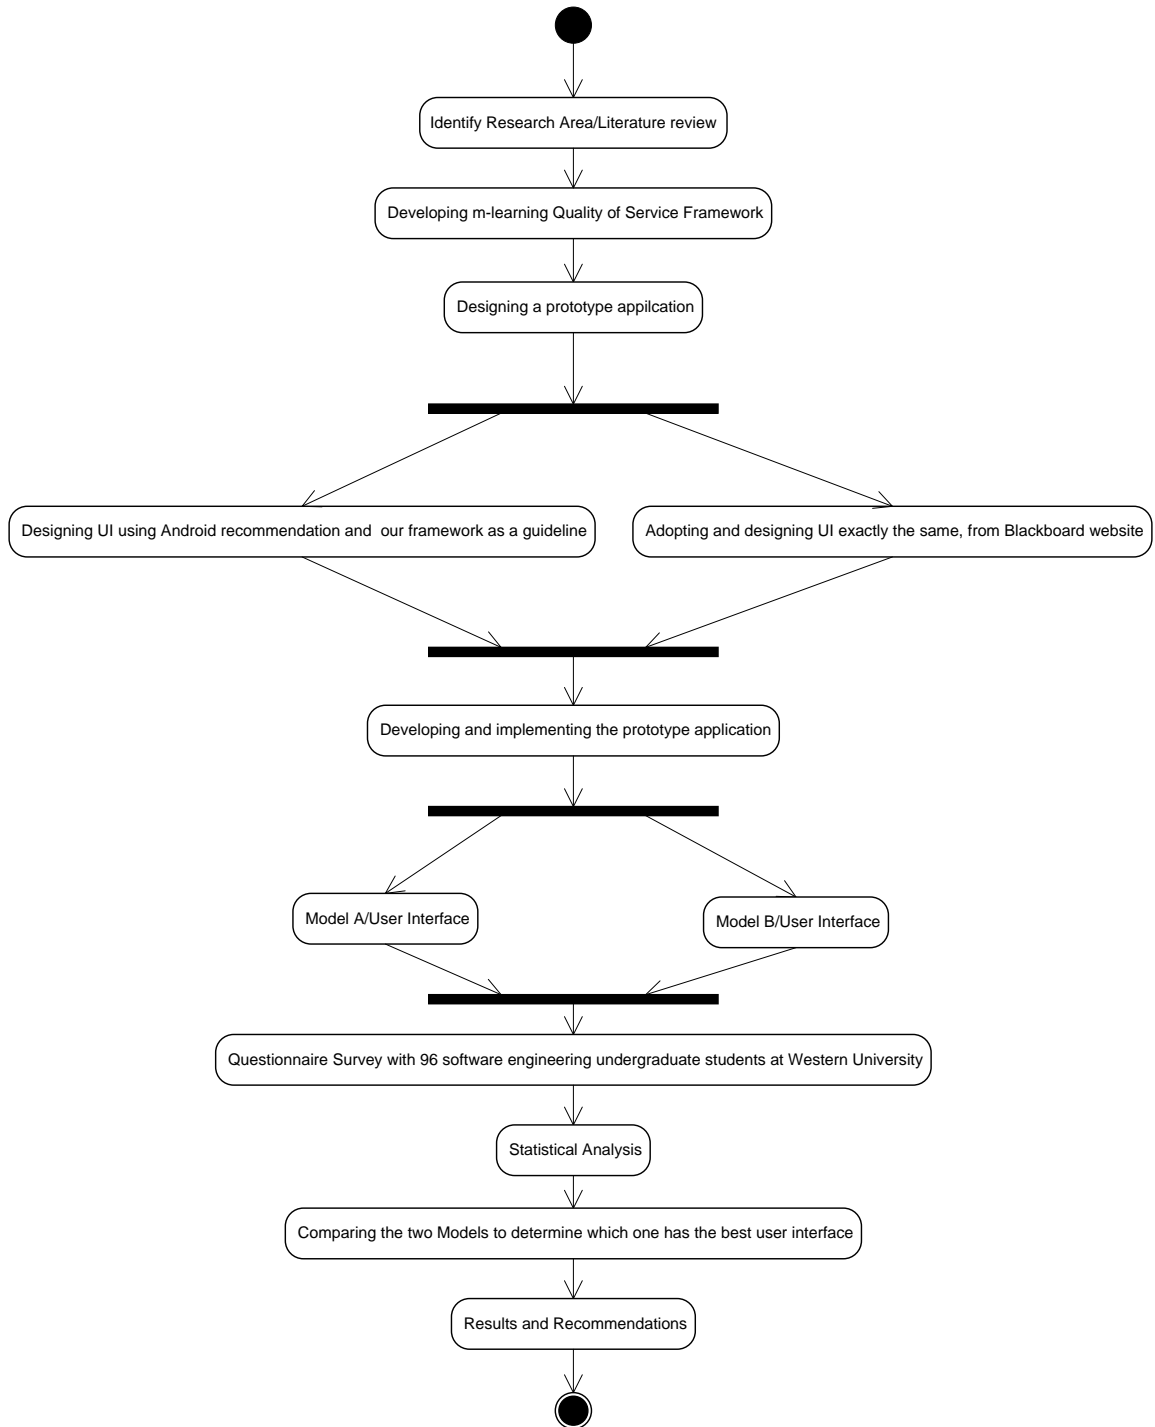 Identify Research Area/Literature review
Developing m-learning Quality of Service Framework
Designing a prototype appilcation
Designing UI using Android recommendation and  our framework as a guideline
Adopting and designing UI exactly the same, from Blackboard website
Developing and implementing the prototype application
Model A/User Interface
Model B/User Interface
Questionnaire Survey with 96 software engineering undergraduate students at Western University
Statistical Analysis
Comparing the two Models to determine which one has the best user interface
Results and Recommendations